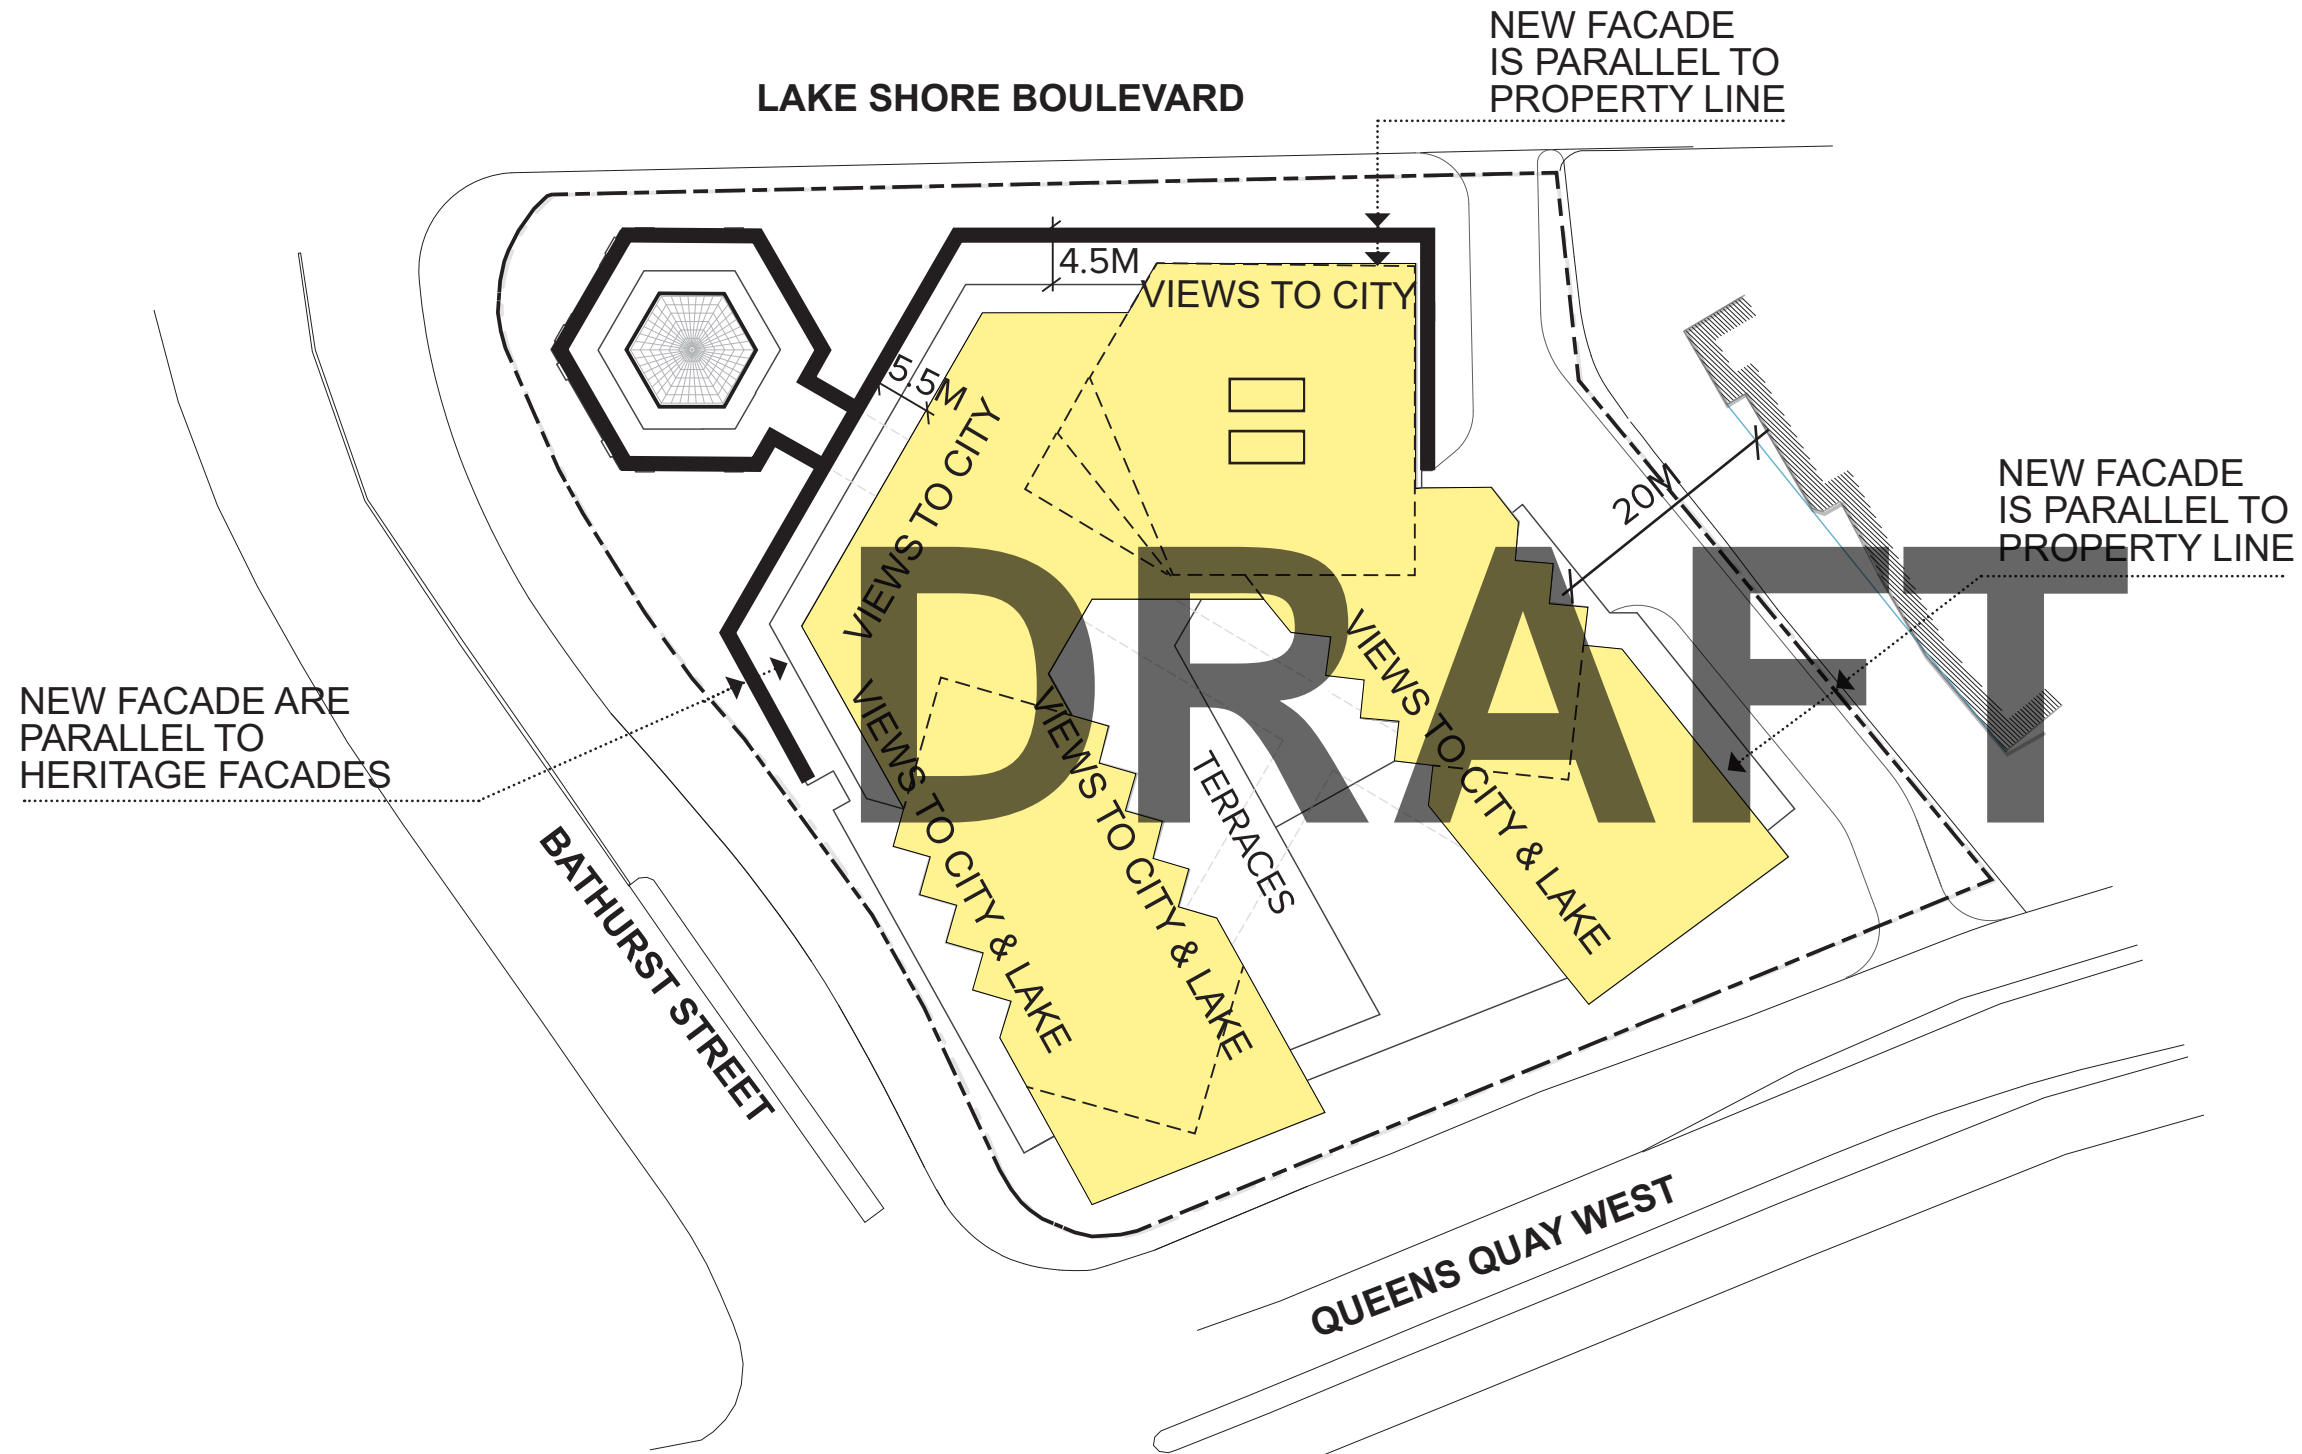 NEW FACADE
IS PARALLEL TO
PROPERTY LINE
LAKE SHORE BOULEVARD
4.5M
VIEWS TO CITY
5.5M
VIEWS TO CITY
20M
NEW FACADE
IS PARALLEL TO
PROPERTY LINE
DRAFT
NEW FACADE ARE
PARALLEL TO
HERITAGE FACADES
VIEWS TO CITY & LAKE
VIEWS TO CITY & LAKE
TERRACES
VIEWS TO CITY & LAKE
BATHURST STREET
QUEENS QUAY WEST